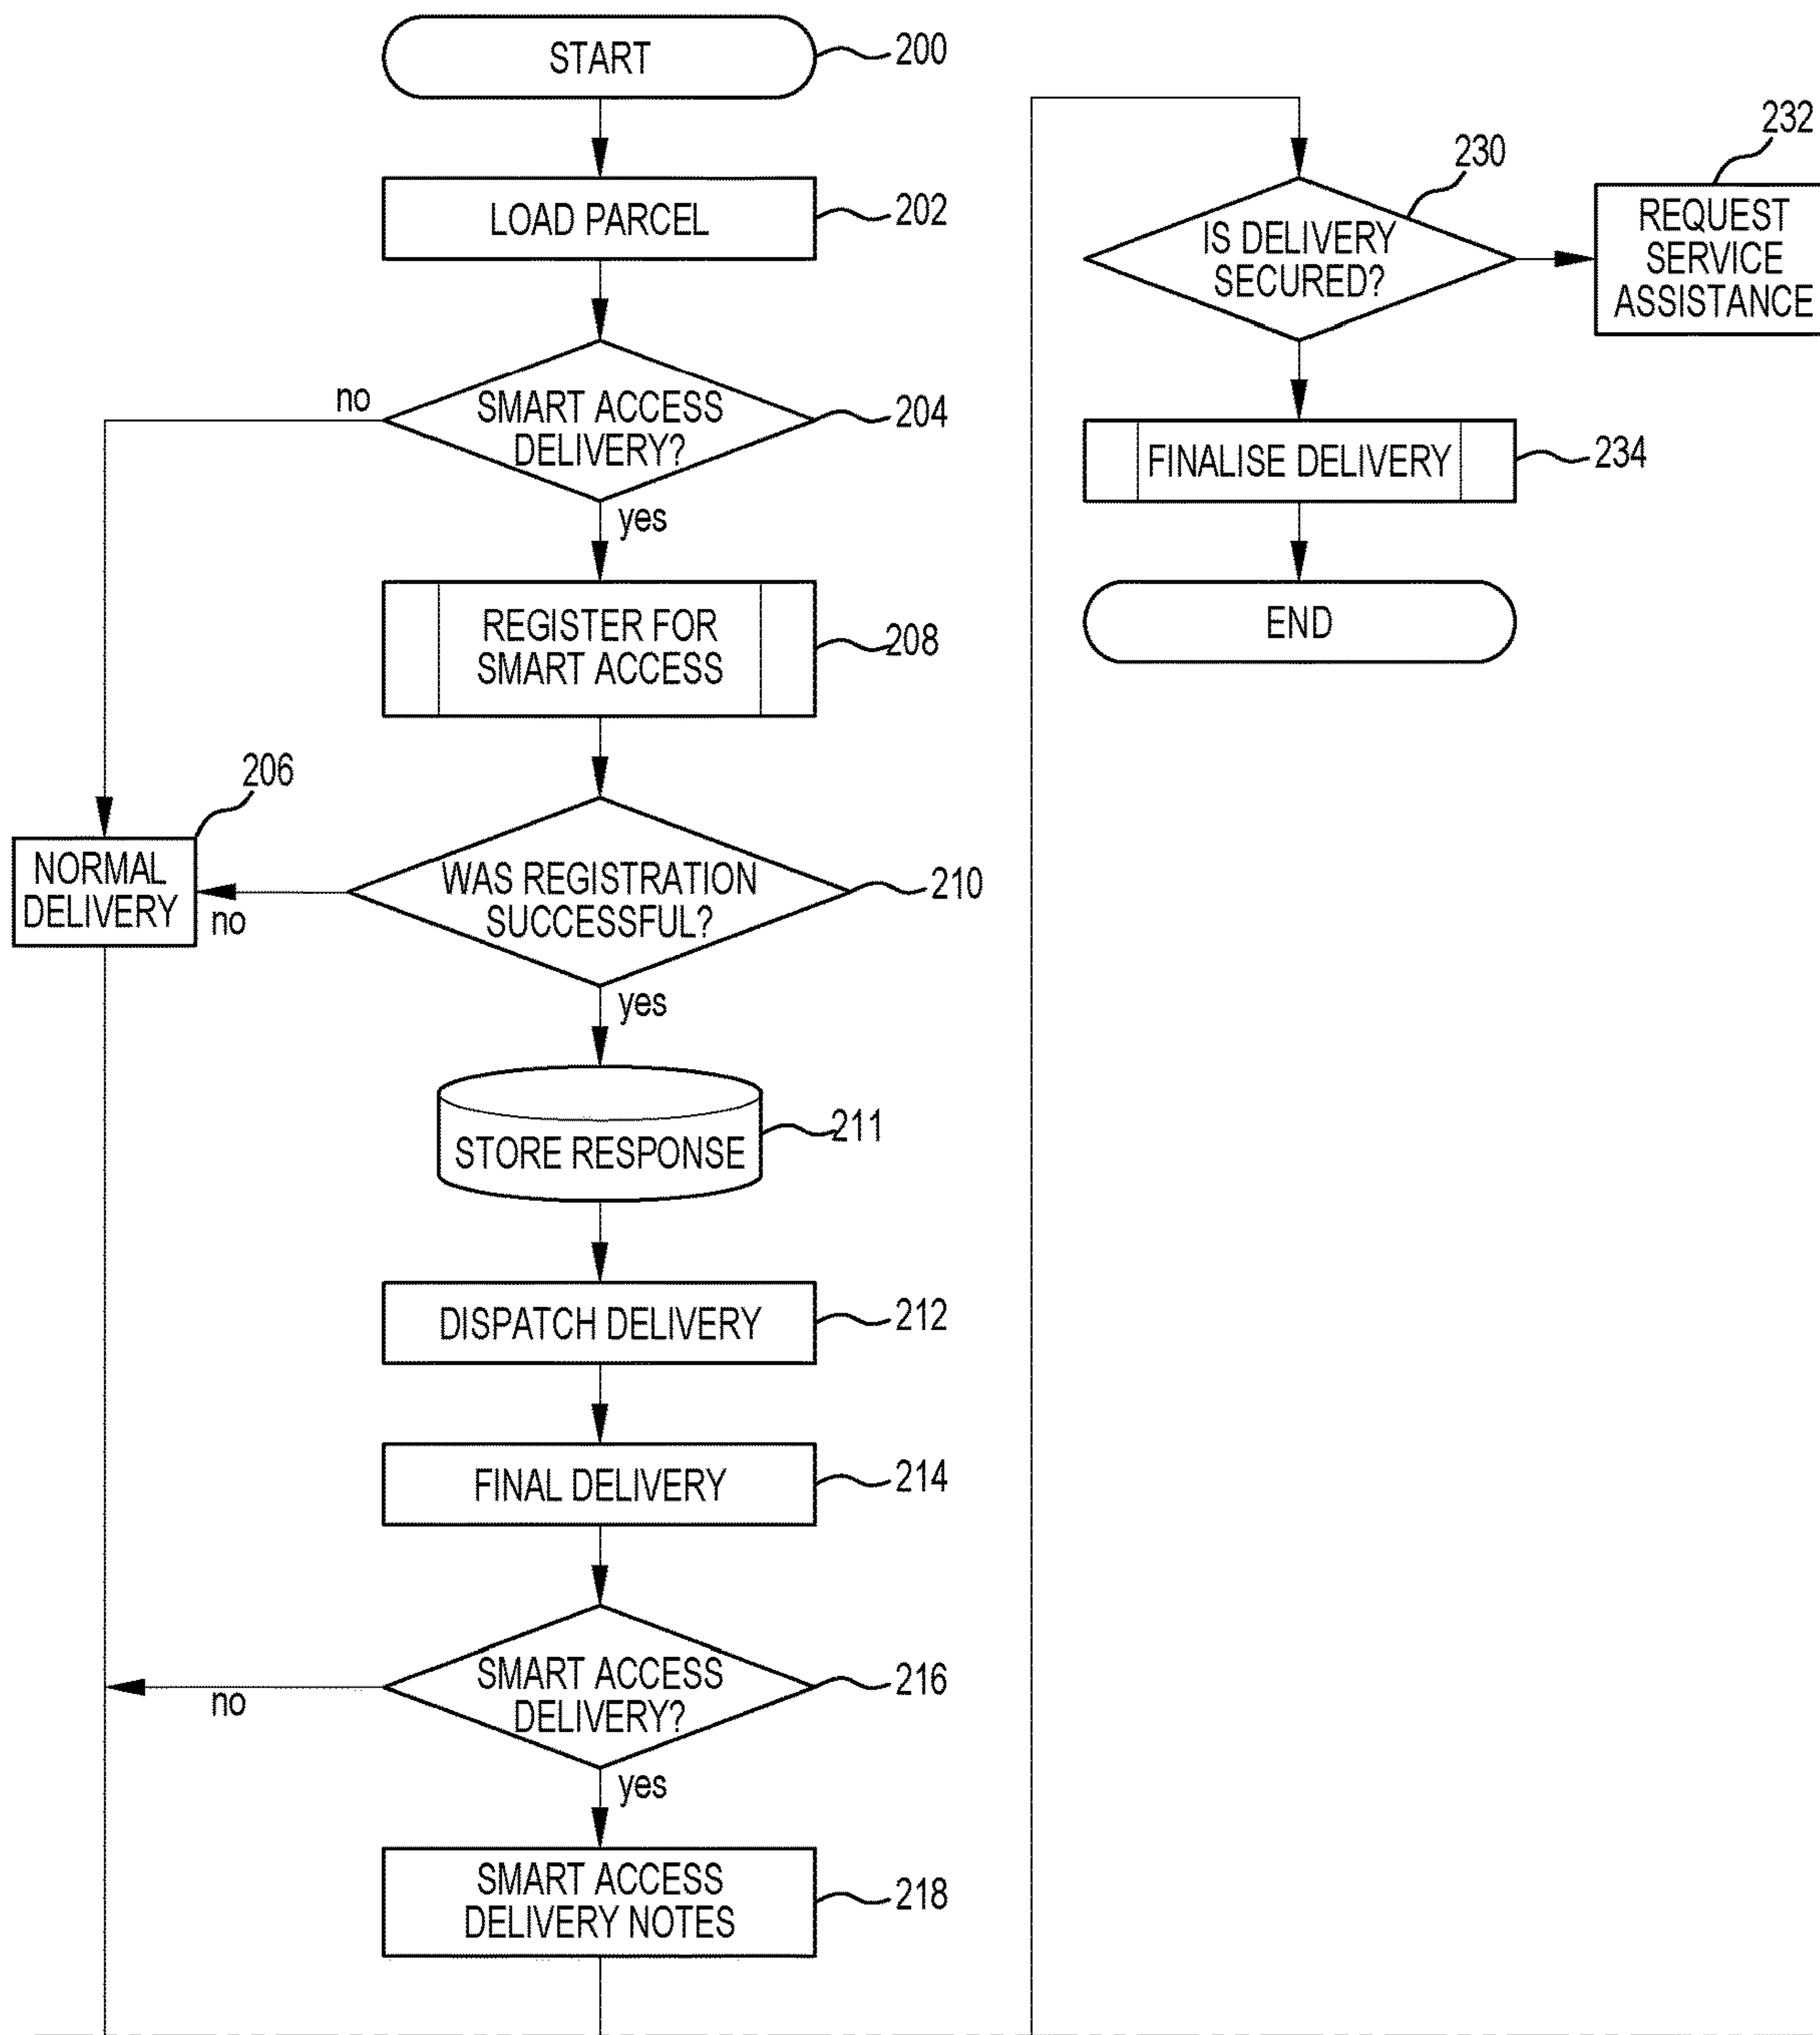 START
200
LOAD PARCEL
202
SMART ACCESS
DELIVERY?
204
no
yes
REGISTER FOR
SMART ACCESS
208
206
NORMAL
DELIVERY
no
WAS REGISTRATION
SUCCESSFUL?
210
yes
STORE RESPONSE
211
DISPATCH DELIVERY
212
FINAL DELIVERY
214
SMART ACCESS
DELIVERY?
216
no
yes
SMART ACCESS
DELIVERY NOTES
218
IS DELIVERY
SECURED?
230
232
REQUEST
SERVICE
ASSISTANCE
FINALISE DELIVERY
234
END